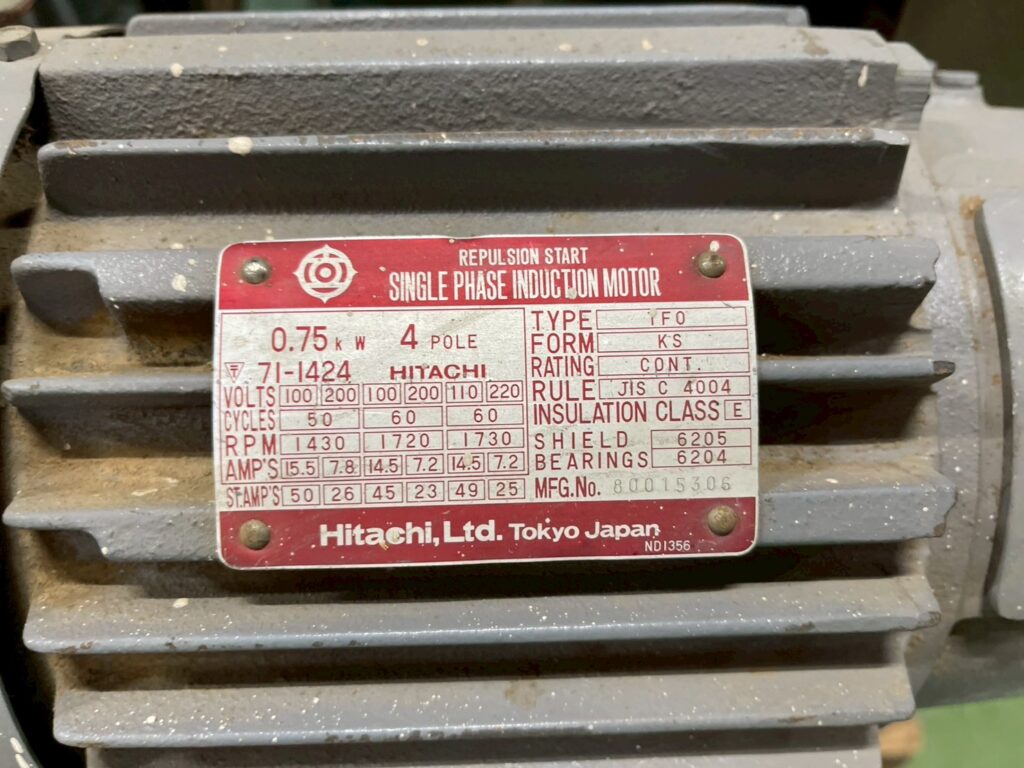 REPULSION START
SINGLE PHASE INDUCTION MOTOR
0.75 kW 4 POLE
71-1424 HITACHI
VOLTS 100 200 100 200 110 220
CYCLES 50 60 60
RPM 1430 1720 1730
AMP'S 15.5 7.8 14.5 7.2 14.5 7.2
ST.AMP'S 50 26 45 23 49 25
TYPE TFO
FORM KS
RATING CONT.
RULE JIS C 4004
INSULATION CLASS E
SHIELD 6205
BEARINGS 6204
MFG.No. 80015306
Hitachi, Ltd. Tokyo Japan
ND1356